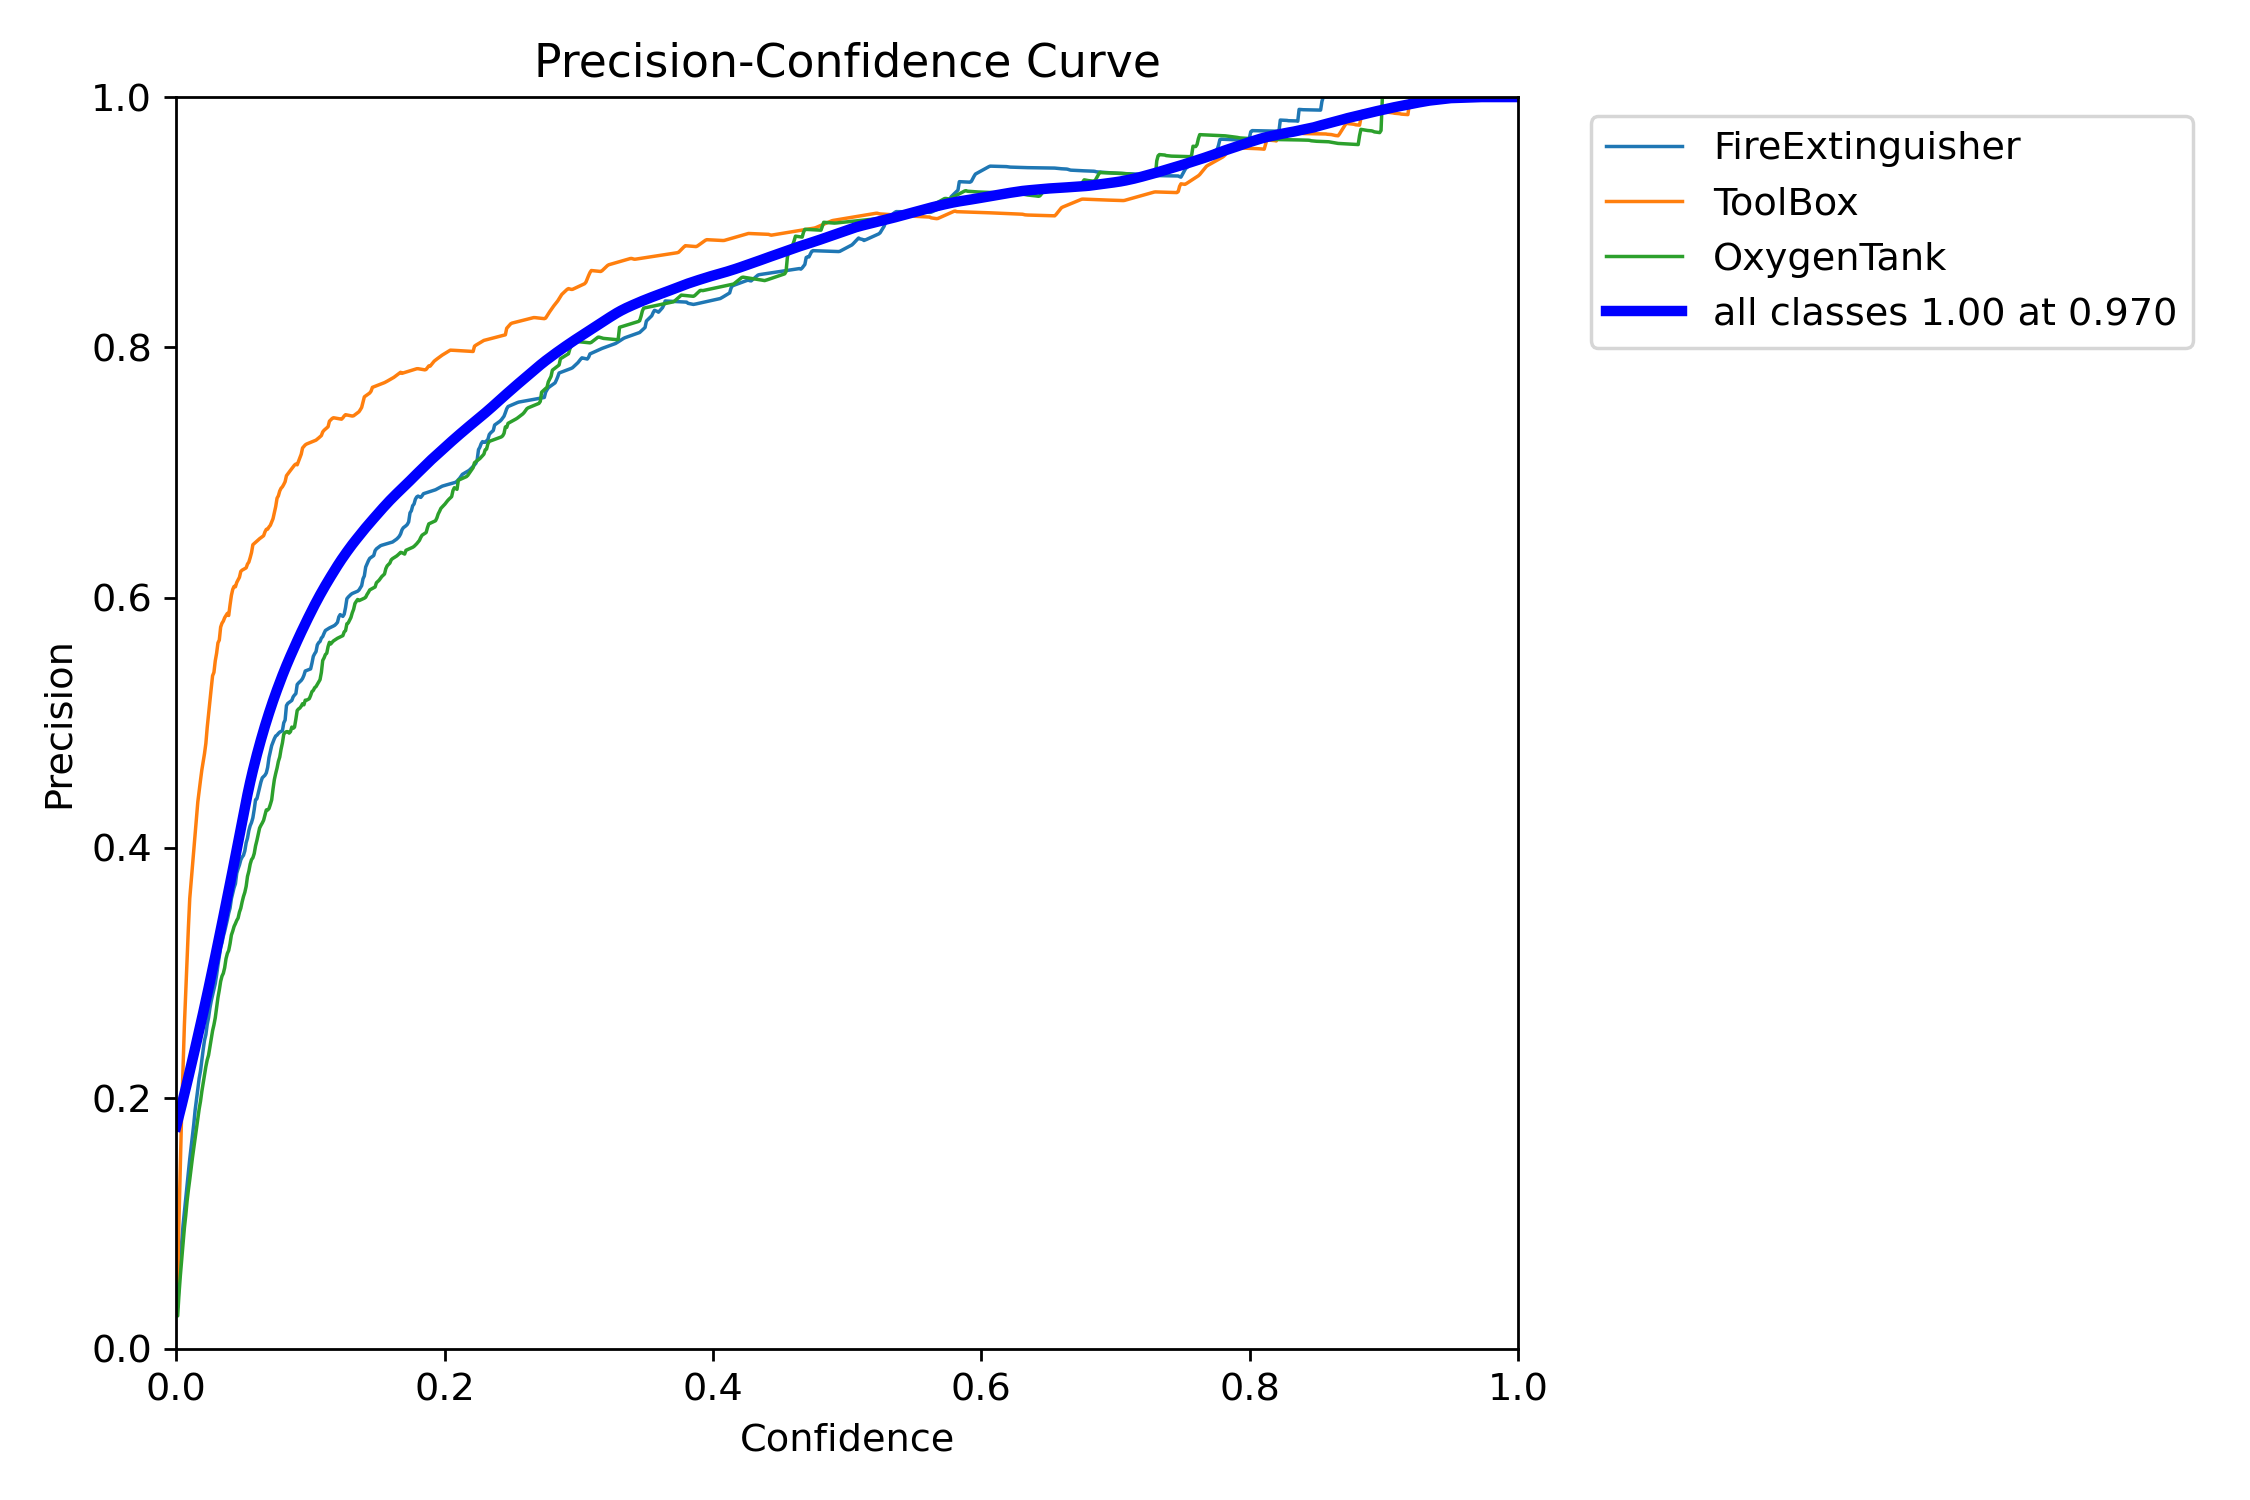 Precision-Confidence Curve
1.0
0.8
0.6
0.4
0.2
0.0
Precision
0.0 0.2 0.4 0.6 0.8 1.0
Confidence
FireExtinguisher
ToolBox
OxygenTank
all classes 1.00 at 0.970